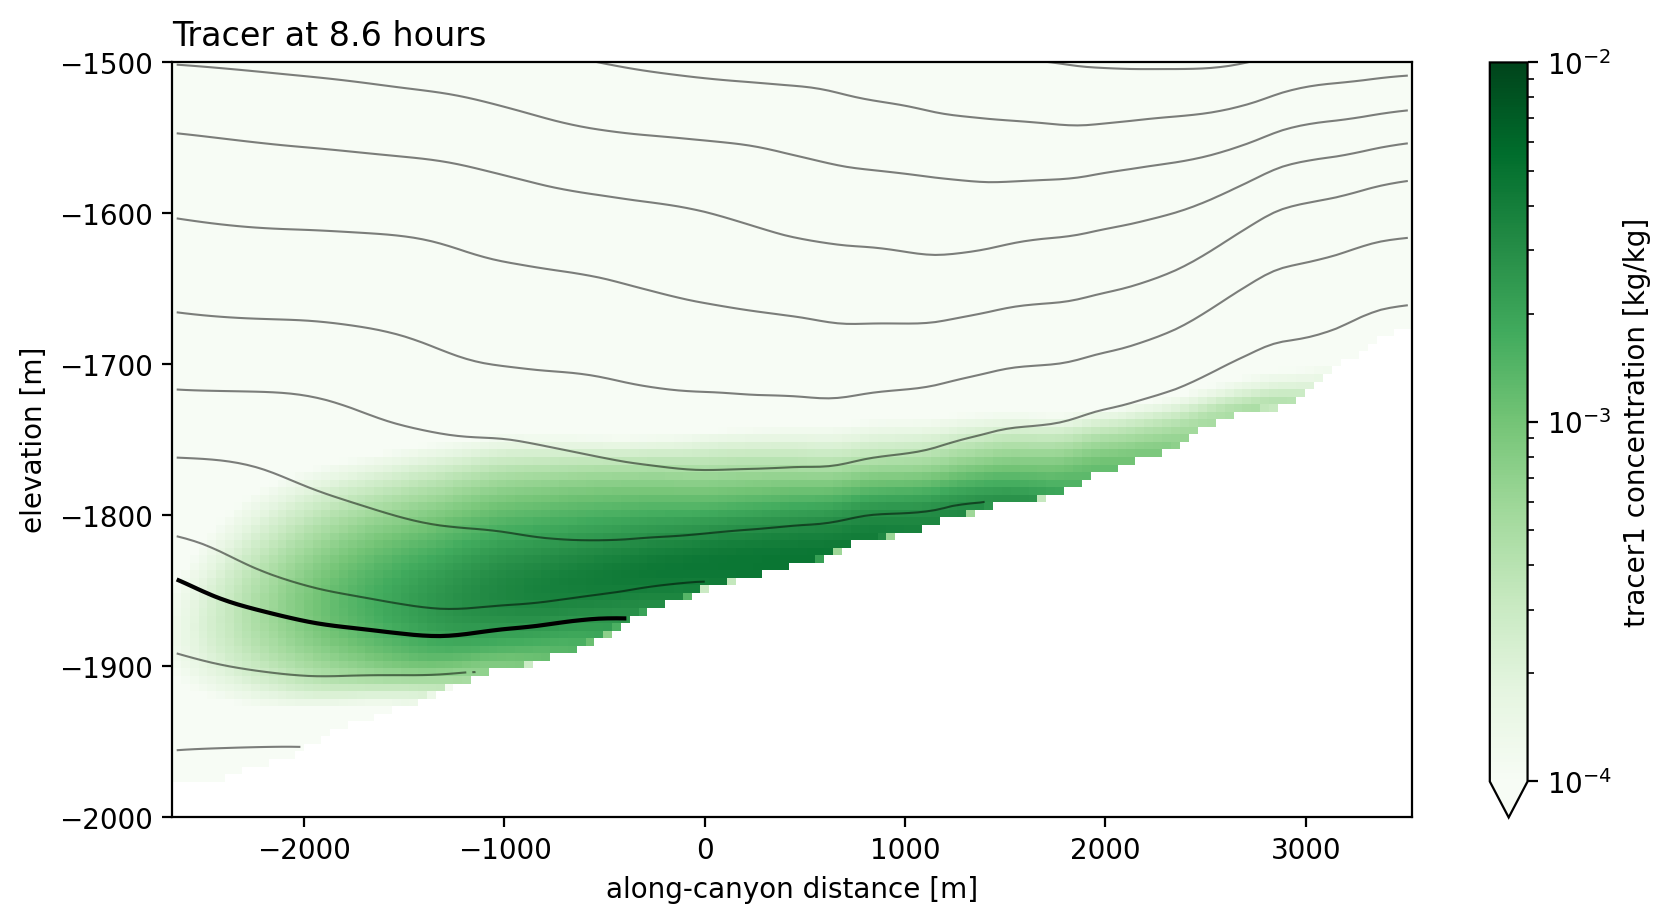 Tracer at 8.6 hours
−1500
−1600
−1700
−1800
−1900
−2000
elevation [m]
−2000 −1000 0 1000 2000 3000
along-canyon distance [m]
10⁻²
10⁻³
10⁻⁴
tracer1 concentration [kg/kg]